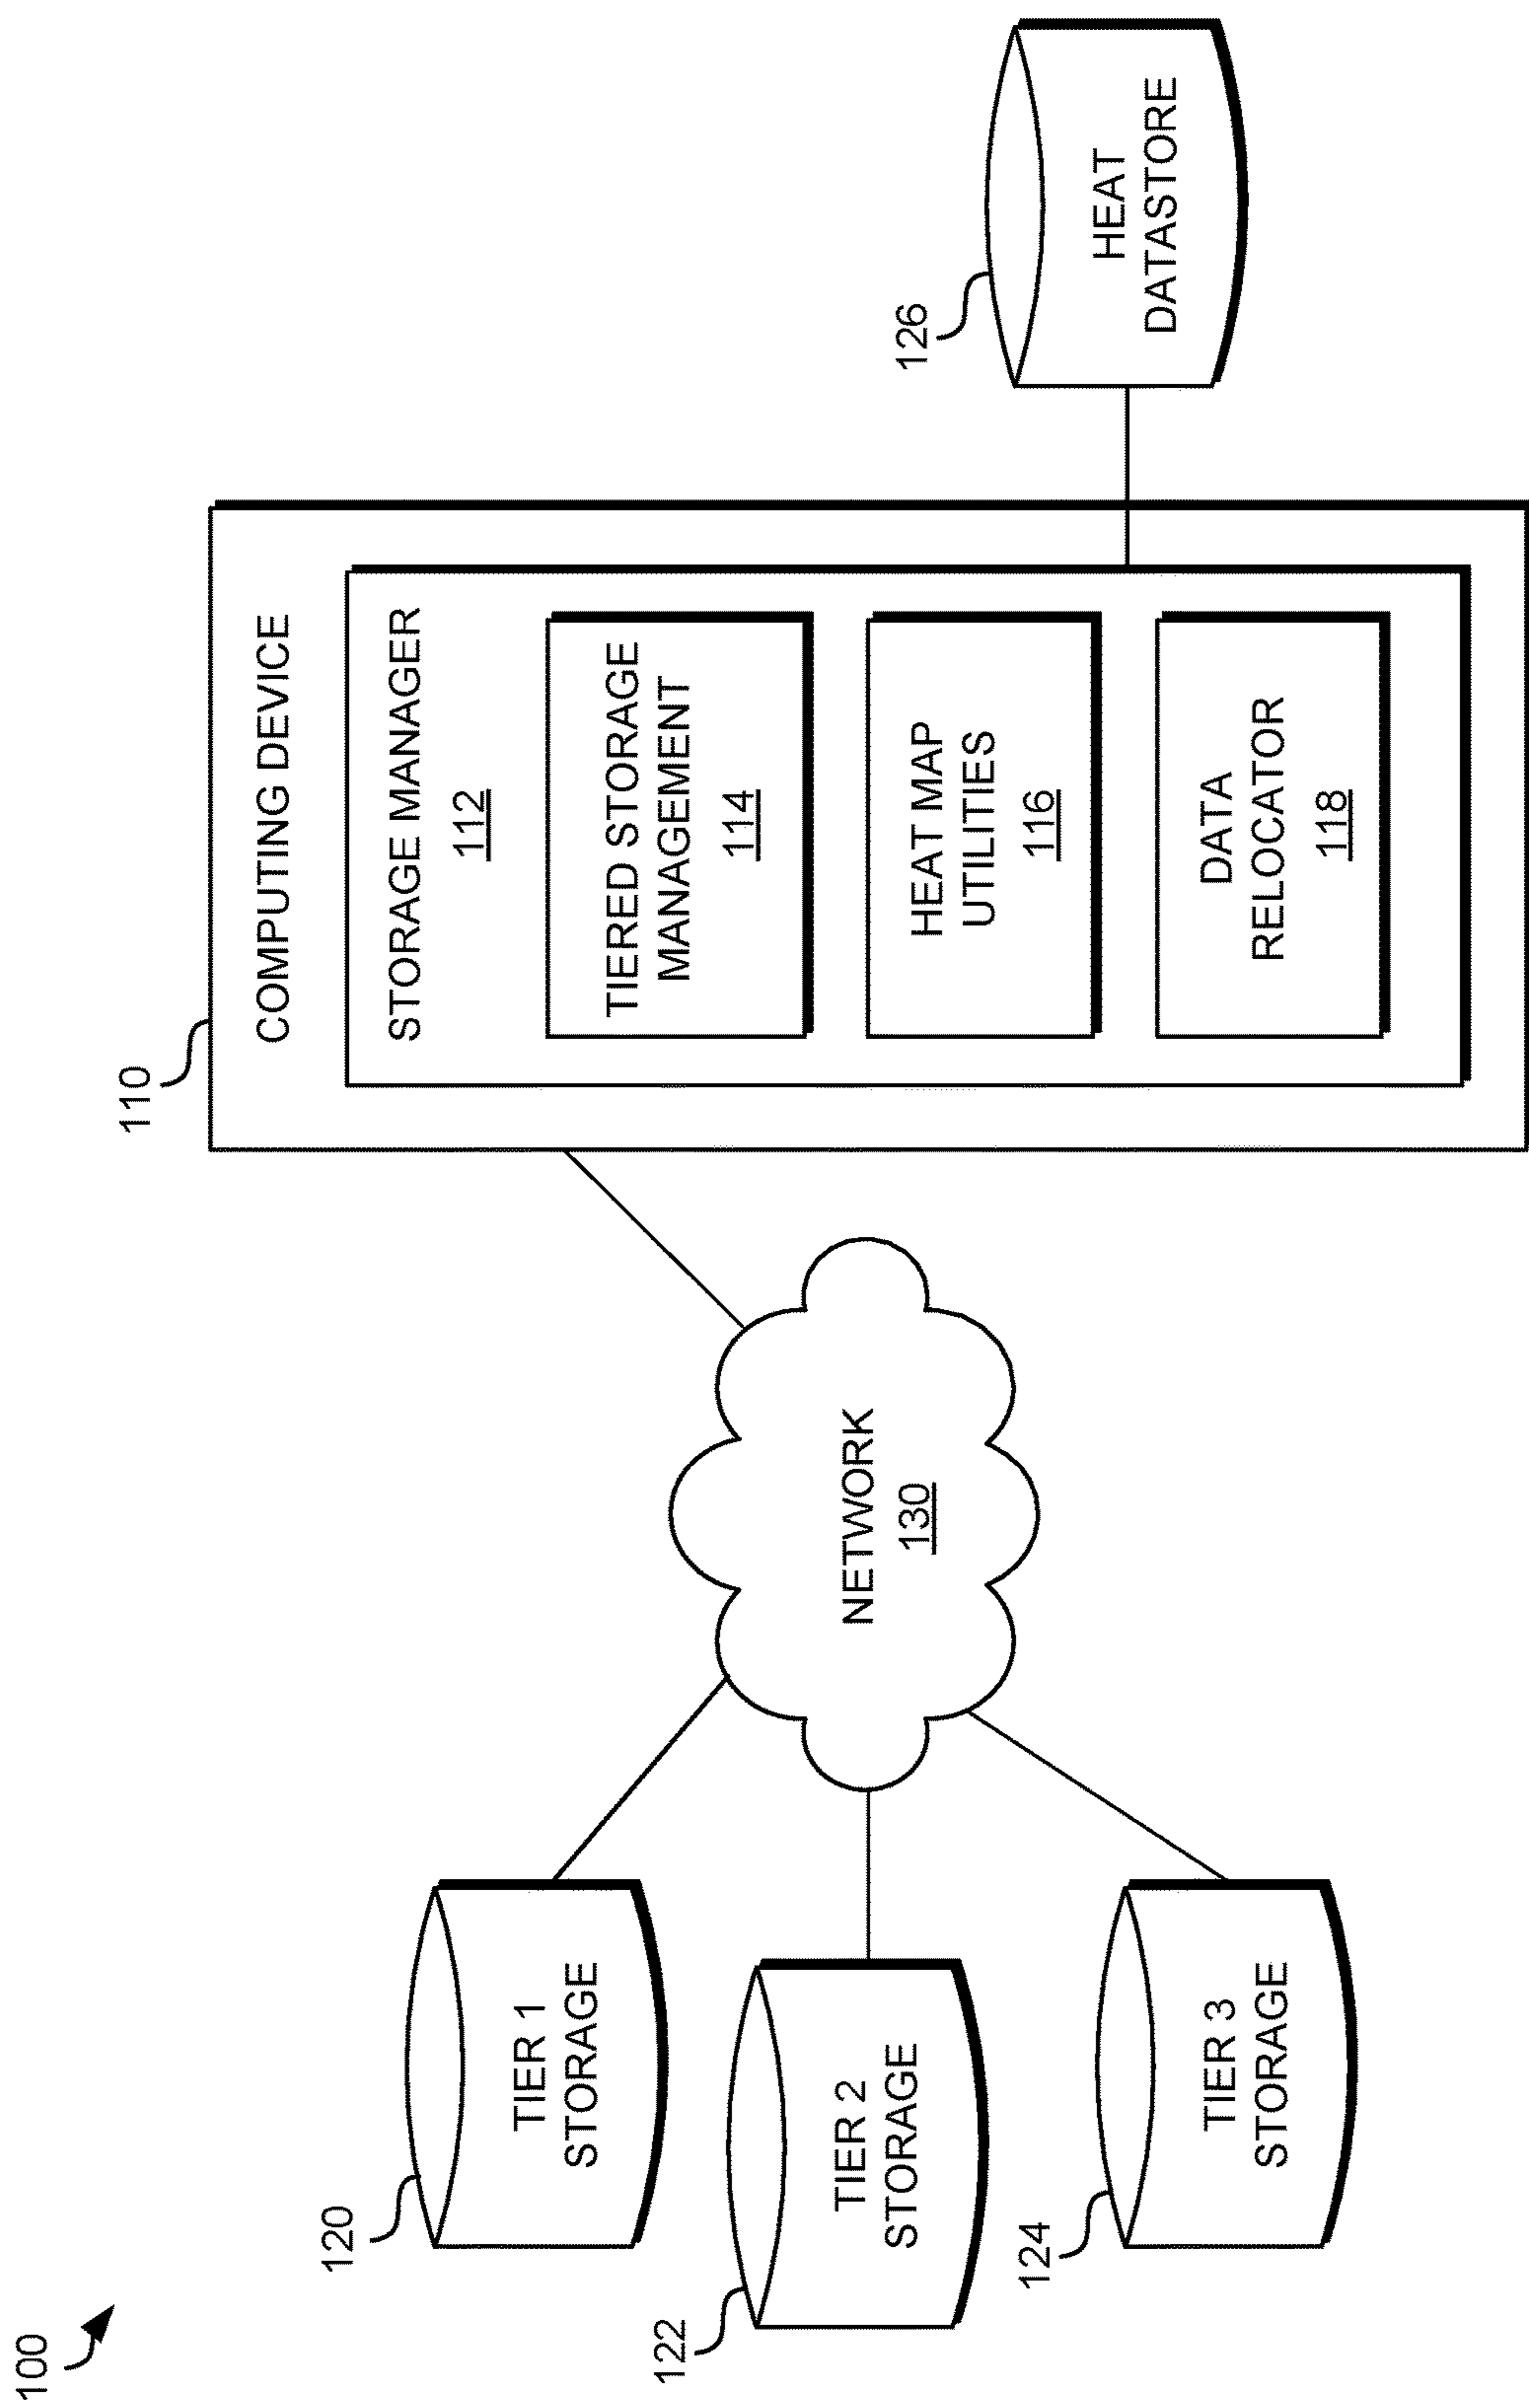 100
120
TIER 1
STORAGE
122
TIER 2
STORAGE
124
TIER 3
STORAGE
NETWORK
130
110
COMPUTING DEVICE
STORAGE MANAGER
112
TIERED STORAGE
MANAGEMENT
114
HEAT MAP
UTILITIES
116
DATA
RELOCATOR
118
126
HEAT
DATASTORE